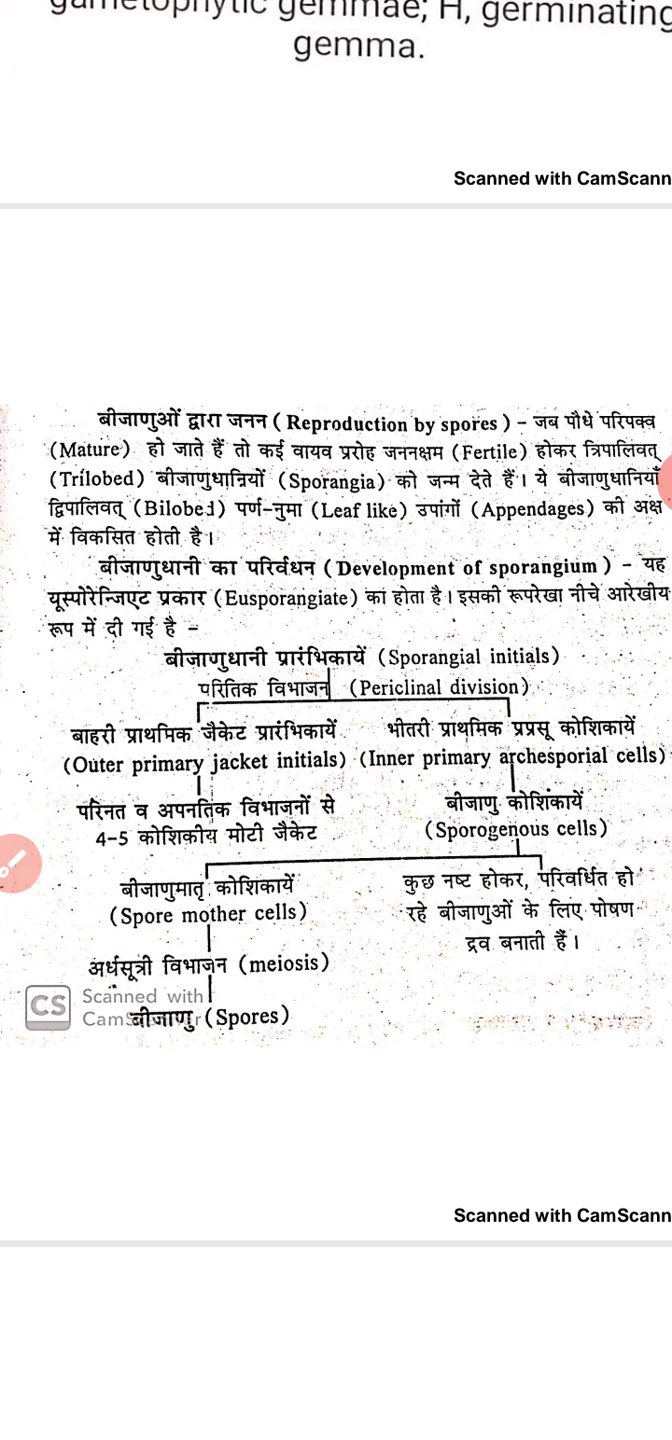 gametophytic gemmae; H, germinating
gemma.
Scanned with CamScann
बीजाणुओं द्वारा जनन ( Reproduction by spores ) – जब पौधे परिपक्व
(Mature) हो जाते हैं तो कई वायव प्ररोह जननक्षम (Fertile) होकर त्रिपालिवत्
(Trilobed) बीजाणुधानियों (Sporangia) को जन्म देते हैं। ये बीजाणुधानियाँ
द्विपालिवत् (Bilobed) पर्ण-नुमा (Leaf like) उपांगों (Appendages) की अक्ष
में विकसित होती है।
बीजाणुधानी का परिवर्धन ( Development of sporangium ) – यह
यूस्पोरेन्जिएट प्रकार (Eusporangiate) का होता है। इसकी रूपरेखा नीचे आरेखीय
रूप में दी गई है –
बीजाणुधानी प्रारंभिकायें (Sporangial initials)
परितिक विभाजन (Periclinal division)
बाहरी प्राथमिक जैकेट प्रारंभिकायें भीतरी प्राथमिक प्रप्रसू कोशिकायें
(Outer primary jacket initials) (Inner primary archesporial cells)
परिनत व अपनतिक विभाजनों से बीजाणु कोशिकायें
4-5 कोशिकीय मोटी जैकेट (Sporogenous cells)
बीजाणुमातृ कोशिकायें कुछ नष्ट होकर, परिवर्धित हो
(Spore mother cells) रहे बीजाणुओं के लिए पोषण
द्रव बनाती हैं।
अर्धसूत्री विभाजन (meiosis)
CS Scanned with
CamScanner
बीजाणु (Spores)
Scanned with CamScann